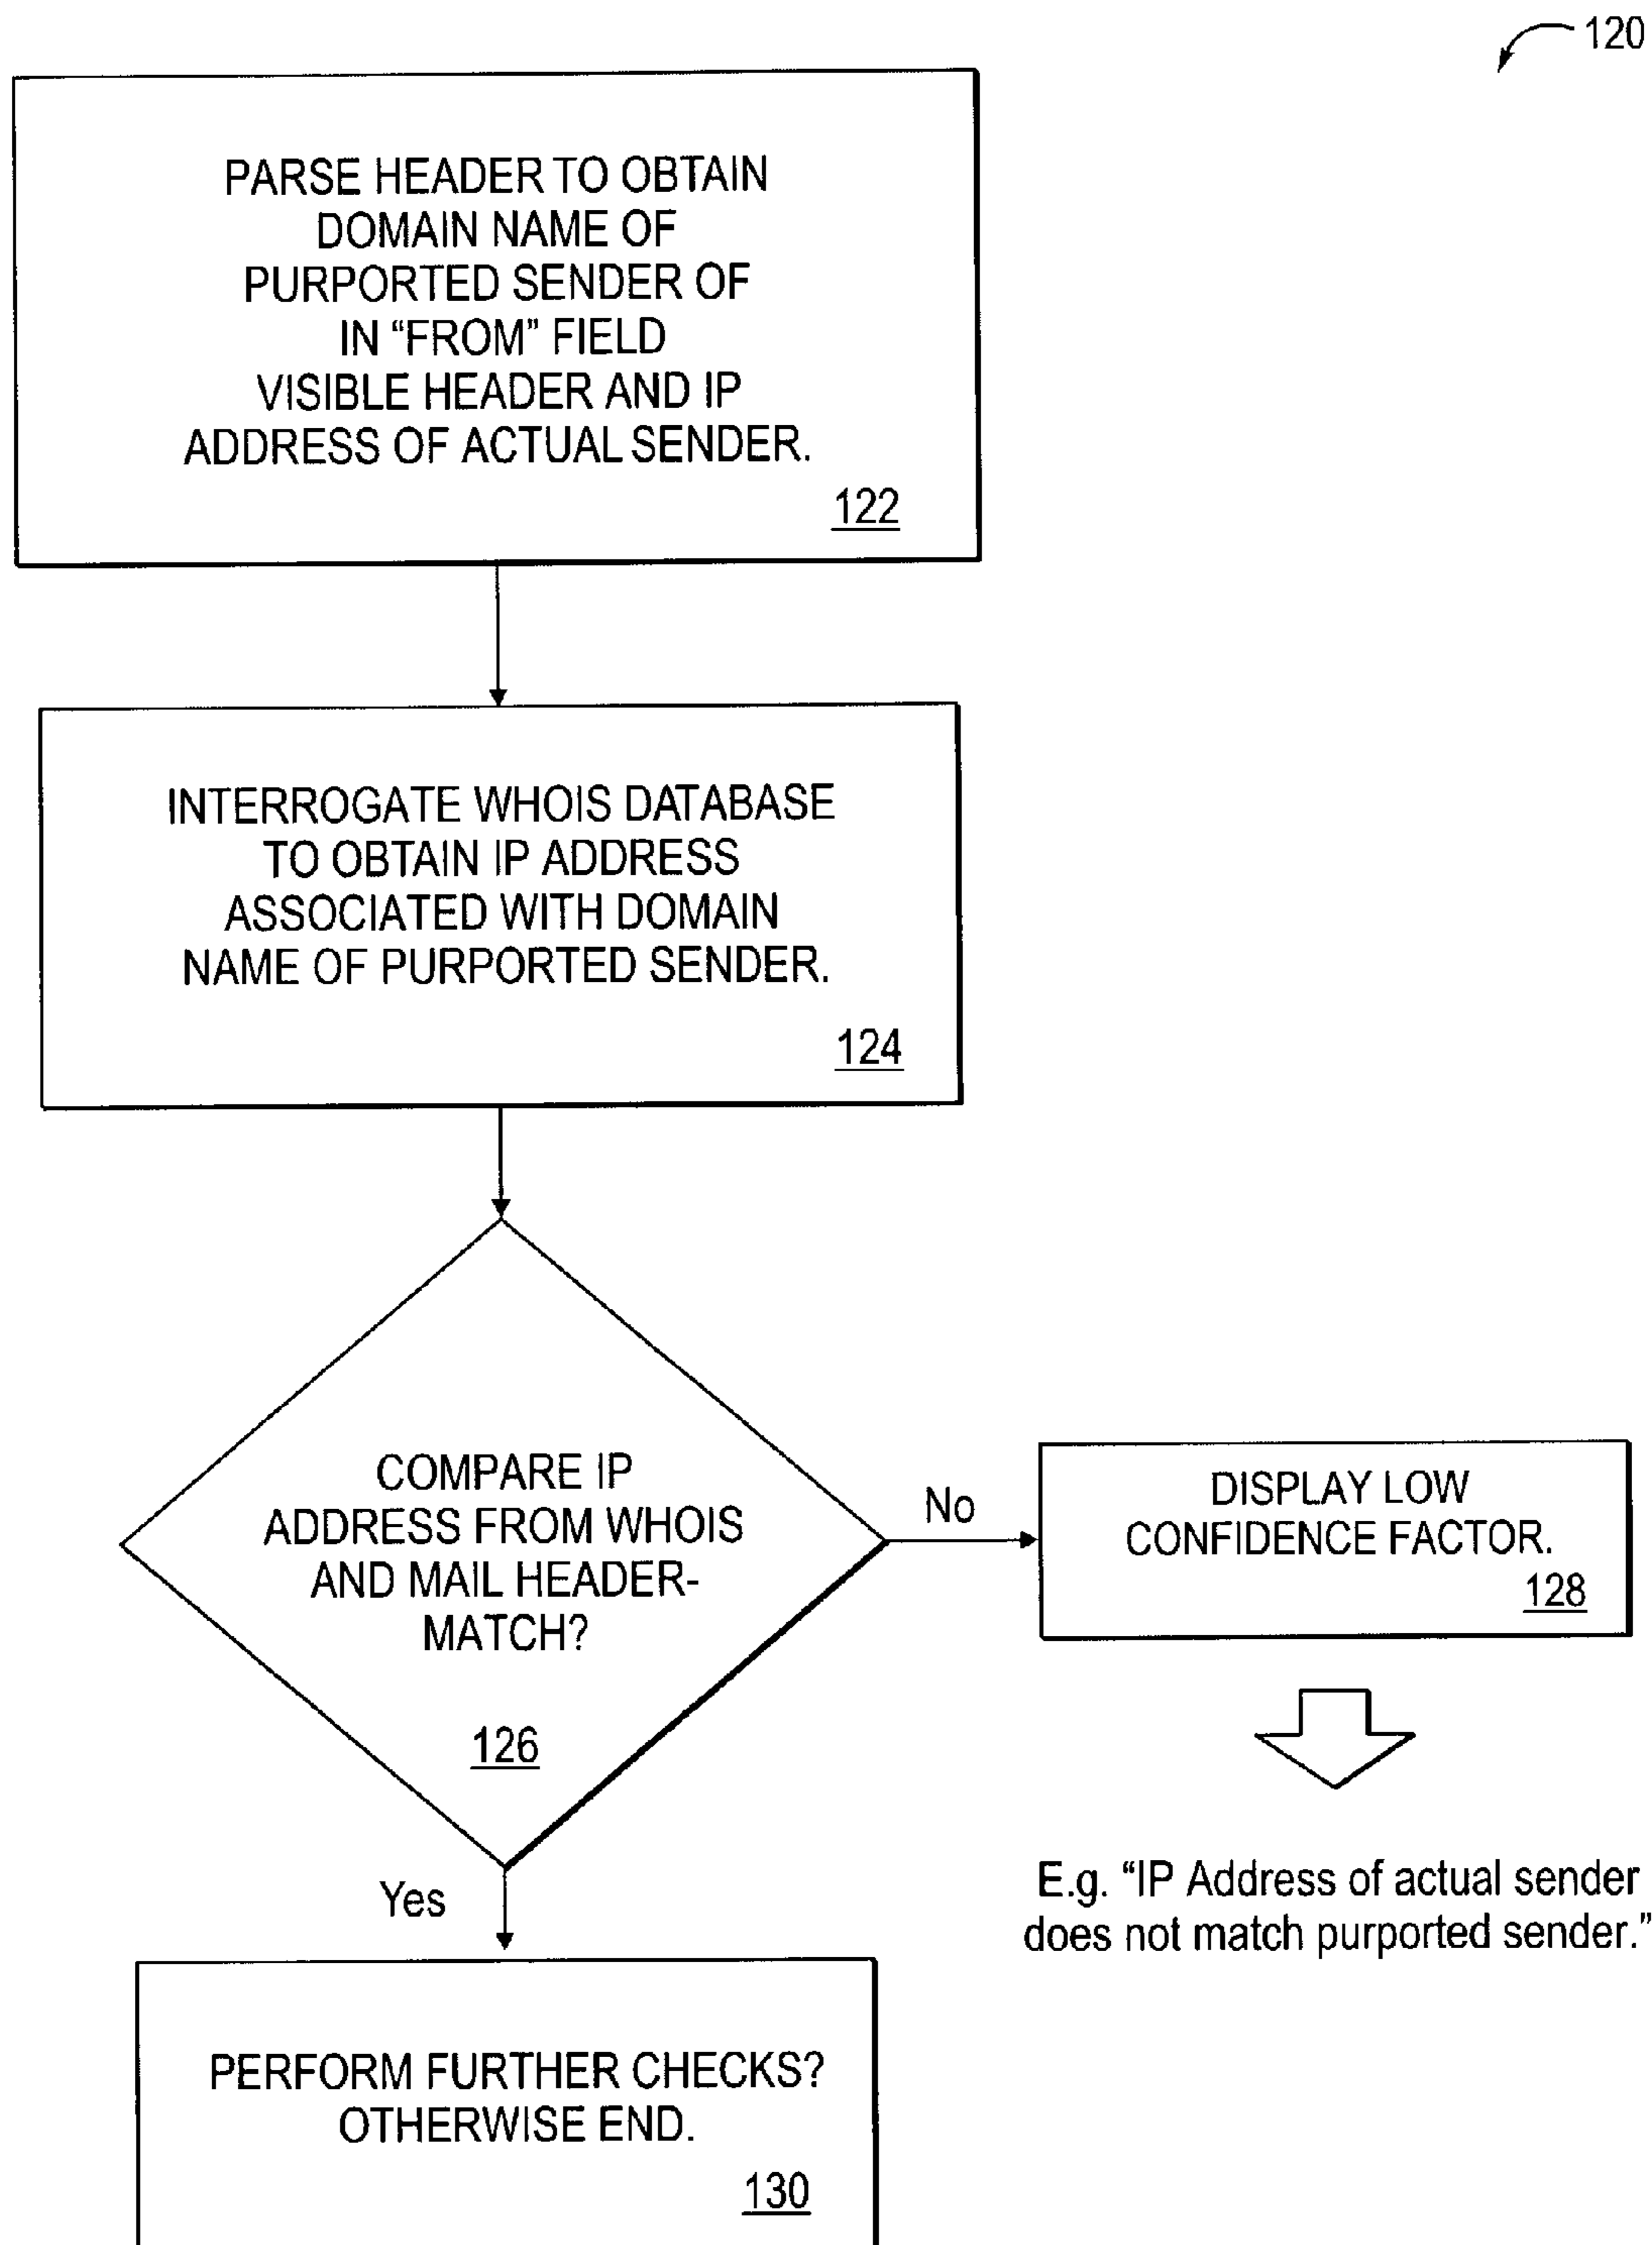 120
PARSE HEADER TO OBTAIN
DOMAIN NAME OF
PURPORTED SENDER OF
IN “FROM” FIELD
VISIBLE HEADER AND IP
ADDRESS OF ACTUAL SENDER.
122
INTERROGATE WHOIS DATABASE
TO OBTAIN IP ADDRESS
ASSOCIATED WITH DOMAIN
NAME OF PURPORTED SENDER.
124
COMPARE IP
ADDRESS FROM WHOIS
AND MAIL HEADER-
MATCH?
126
No
DISPLAY LOW
CONFIDENCE FACTOR.
128
E.g. “IP Address of actual sender
does not match purported sender.”
Yes
PERFORM FURTHER CHECKS?
OTHERWISE END.
130